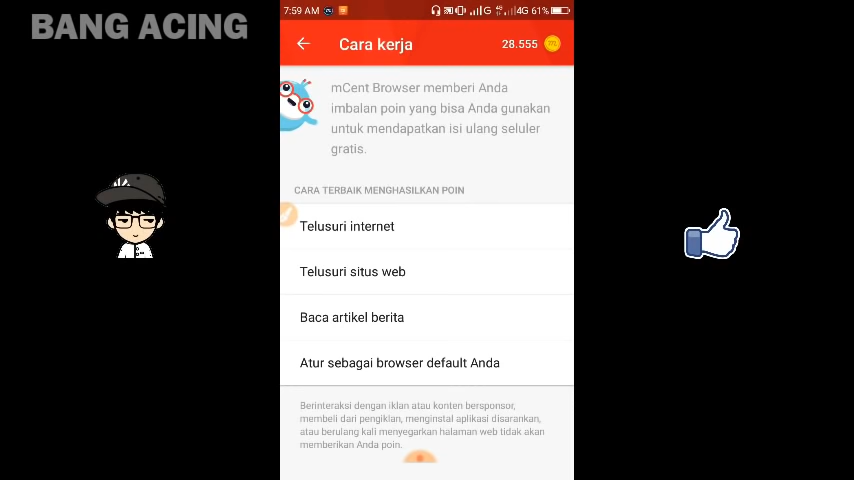 BANG ACING
7:59 AM
4G 61%
Cara kerja
28.555
mCent Browser memberi Anda
imbalan poin yang bisa Anda gunakan
untuk mendapatkan isi ulang seluler
gratis.
CARA TERBAIK MENGHASILKAN POIN
Telusuri internet
Telusuri situs web
Baca artikel berita
Atur sebagai browser default Anda
Berinteraksi dengan iklan atau konten bersponsor,
membeli dari pengiklan, menginstal aplikasi disarankan,
atau berulang kali menyegarkan halaman web tidak akan
memberikan Anda poin.